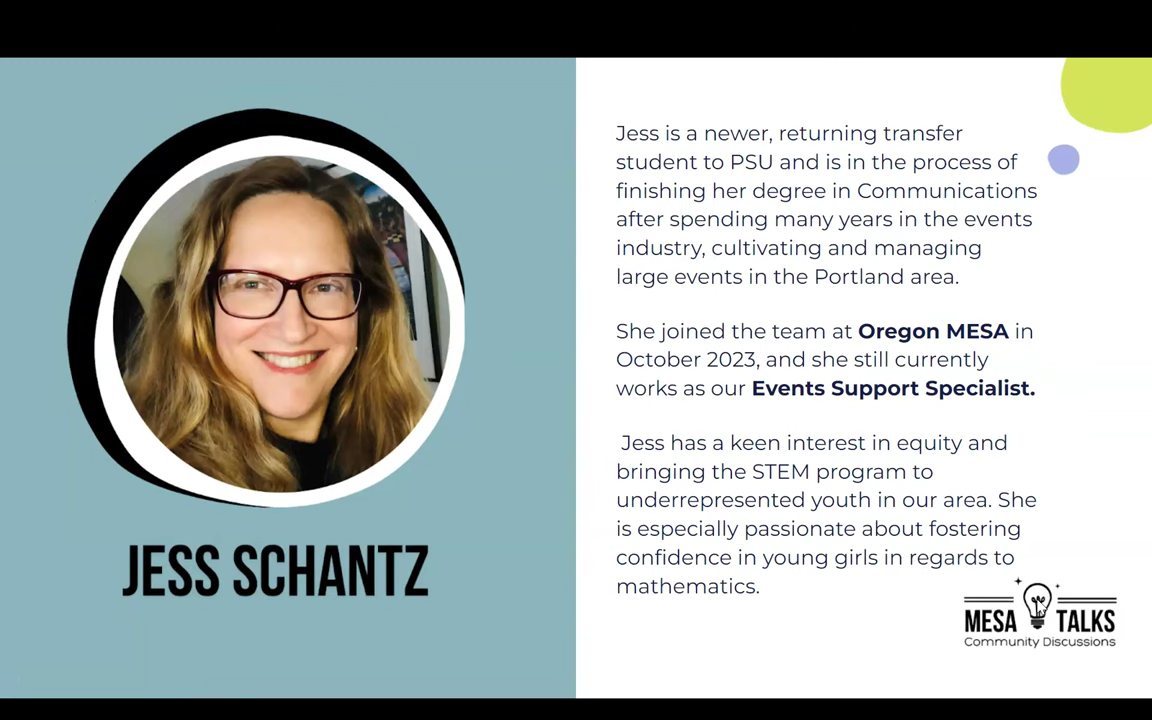 JESS SCHANTZ
Jess is a newer, returning transfer
student to PSU and is in the process of
finishing her degree in Communications
after spending many years in the events
industry, cultivating and managing
large events in the Portland area.
She joined the team at Oregon MESA in
October 2023, and she still currently
works as our Events Support Specialist.
Jess has a keen interest in equity and
bringing the STEM program to
underrepresented youth in our area. She
is especially passionate about fostering
confidence in young girls in regards to
mathematics.
MESA TALKS
Community Discussions